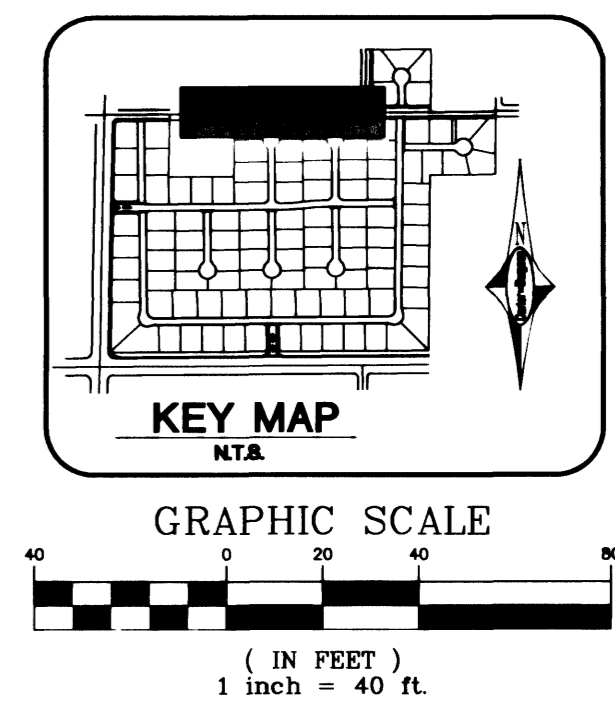 N
KEY MAP
N.T.S.
GRAPHIC SCALE
40 0 20 40 80
( IN FEET )
1 inch = 40 ft.